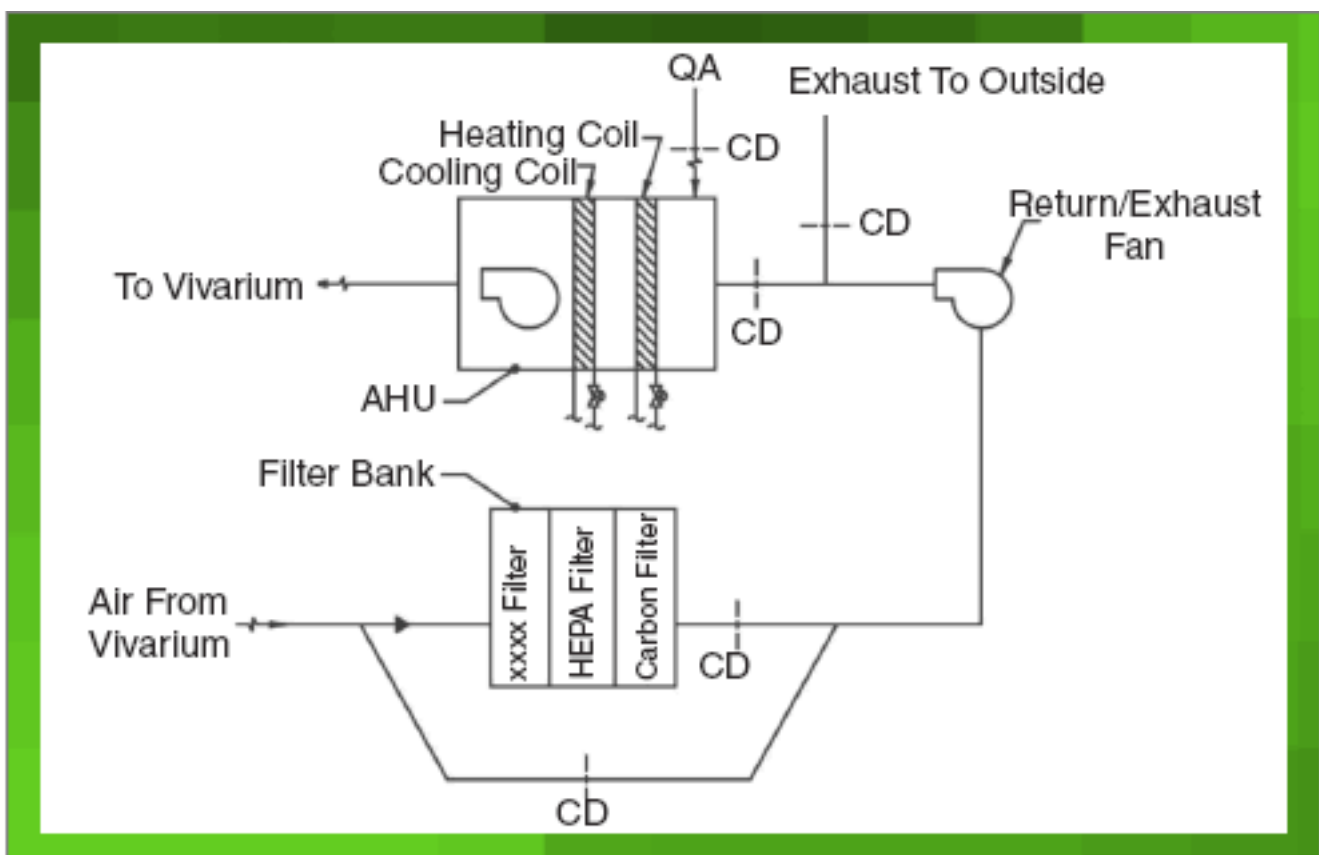 QA
Exhaust To Outside
Heating Coil
CD
Cooling Coil
CD
Return/Exhaust
Fan
To Vivarium
CD
AHU
Filter Bank
xxxx Filter
HEPA Filter
Carbon Filter
Air From
Vivarium
CD
CD